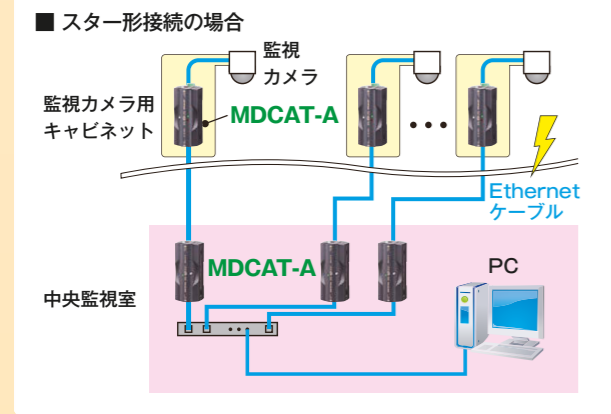 ■ スター形接続の場合
監視
カメラ
監視カメラ用
キャビネット
MDCAT-A
Ethernet
ケーブル
MDCAT-A
PC
中央監視室